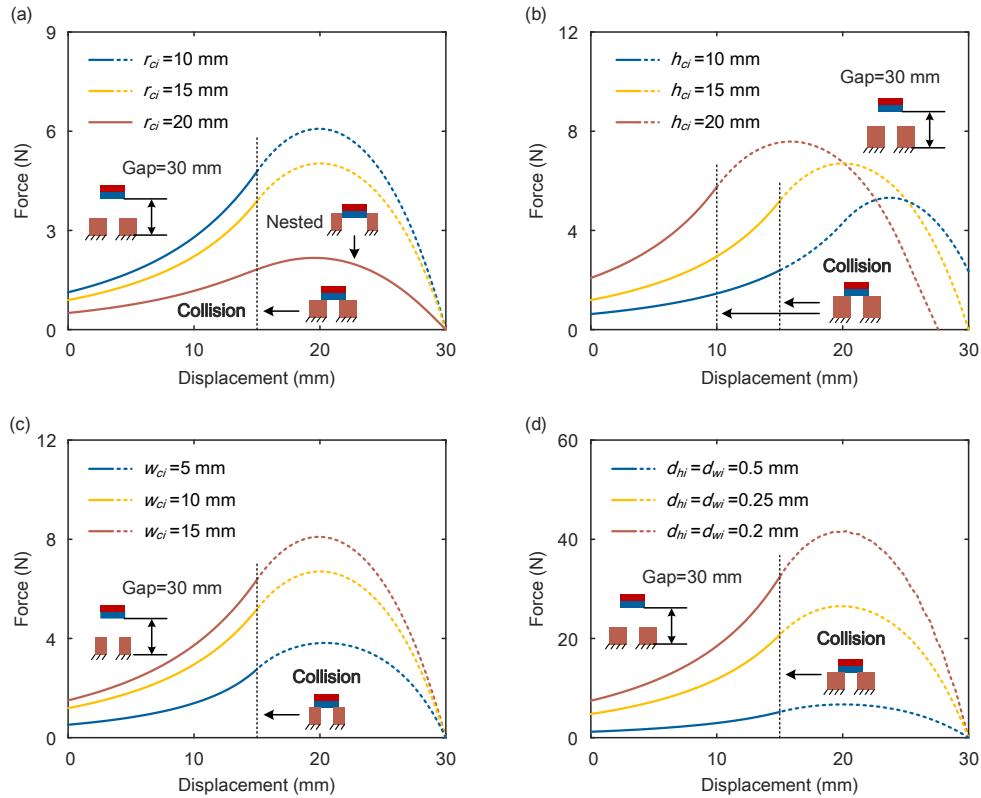 (a)
9
6
3
0
Force (N)
r_ci=10 mm
r_ci=15 mm
r_ci=20 mm
Gap=30 mm
Nested
Collision
0
10
20
30
Displacement (mm)
(b)
12
8
4
0
Force (N)
h_ci=10 mm
h_ci=15 mm
h_ci=20 mm
Gap=30 mm
Collision
0
10
20
30
Displacement (mm)
(c)
12
8
4
0
Force (N)
w_ci=5 mm
w_ci=10 mm
w_ci=15 mm
Gap=30 mm
Collision
0
10
20
30
Displacement (mm)
(d)
60
40
20
0
Force (N)
d_hi=d_wi=0.5 mm
d_hi=d_wi=0.25 mm
d_hi=d_wi=0.2 mm
Gap=30 mm
Collision
0
10
20
30
Displacement (mm)